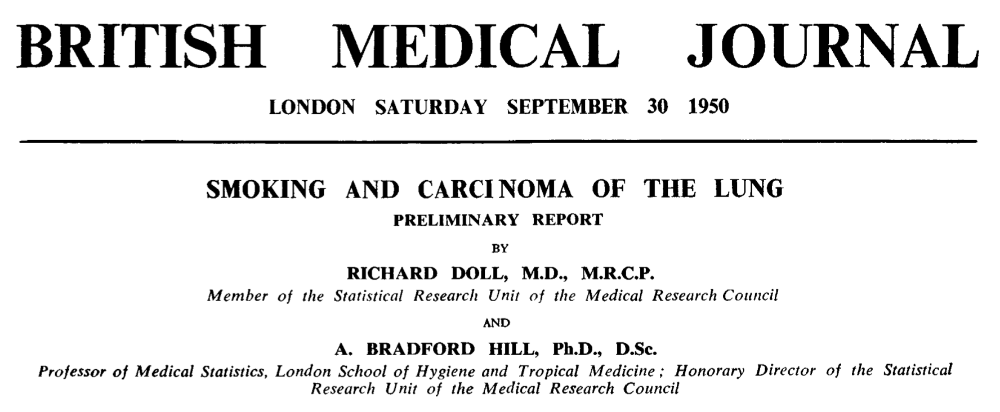 BRITISH MEDICAL JOURNAL
LONDON SATURDAY SEPTEMBER 30 1950
SMOKING AND CARCINOMA OF THE LUNG
PRELIMINARY REPORT
BY
RICHARD DOLL, M.D., M.R.C.P.
Member of the Statistical Research Unit of the Medical Research Council
AND
A. BRADFORD HILL, Ph.D., D.Sc.
Professor of Medical Statistics, London School of Hygiene and Tropical Medicine; Honorary Director of the Statistical
Research Unit of the Medical Research Council